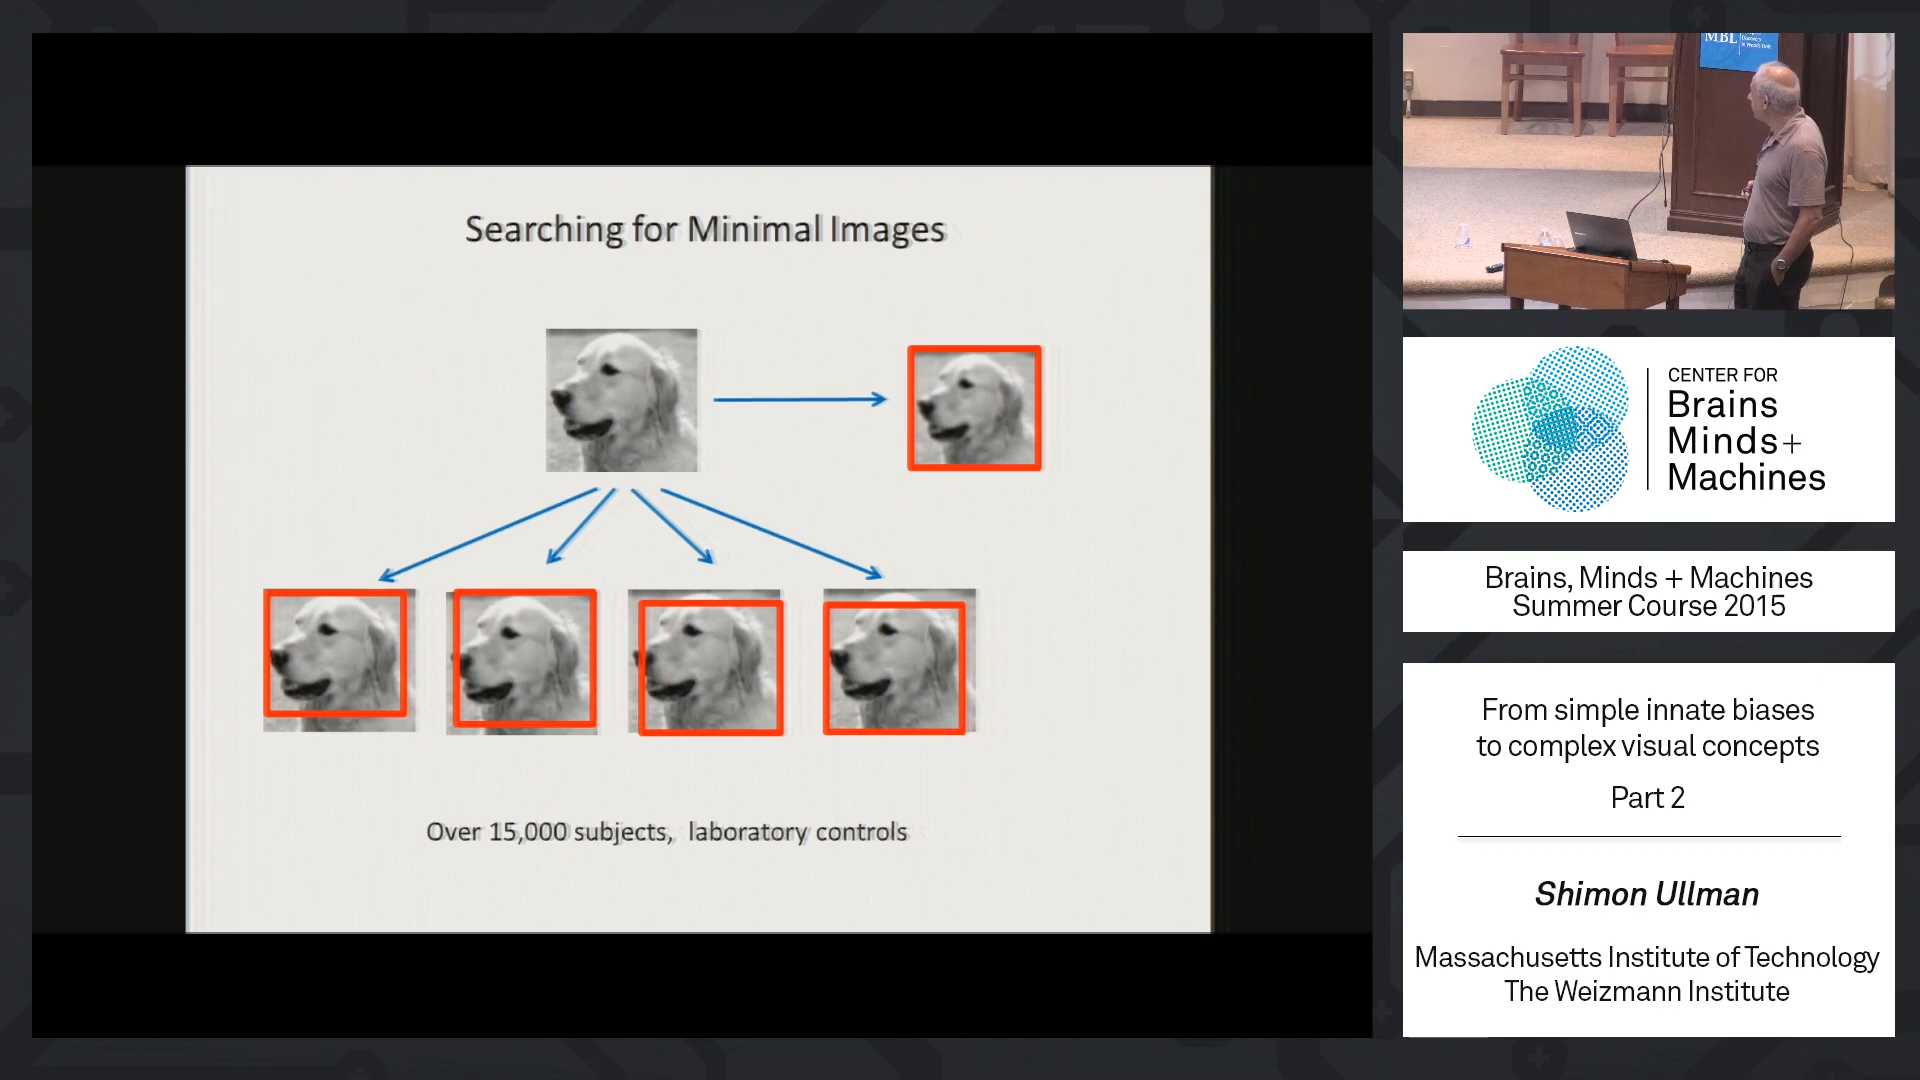 Searching for Minimal Images
Over 15,000 subjects, laboratory controls
MBL
CENTER FOR
Brains
Minds+
Machines
Brains, Minds + Machines
Summer Course 2015
From simple innate biases
to complex visual concepts
Part 2
Shimon Ullman
Massachusetts Institute of Technology
The Weizmann Institute